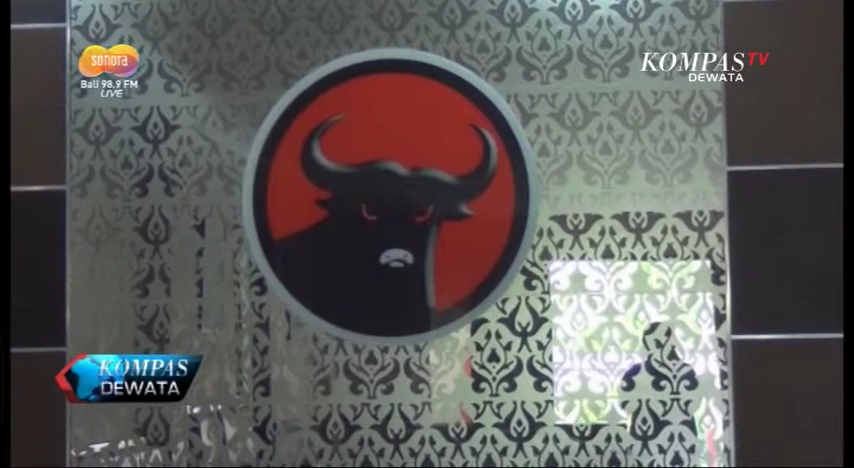 sonora
Bali 98.9 FM
LIVE
KOMPAS TV
DEWATA
KOMPAS
DEWATA